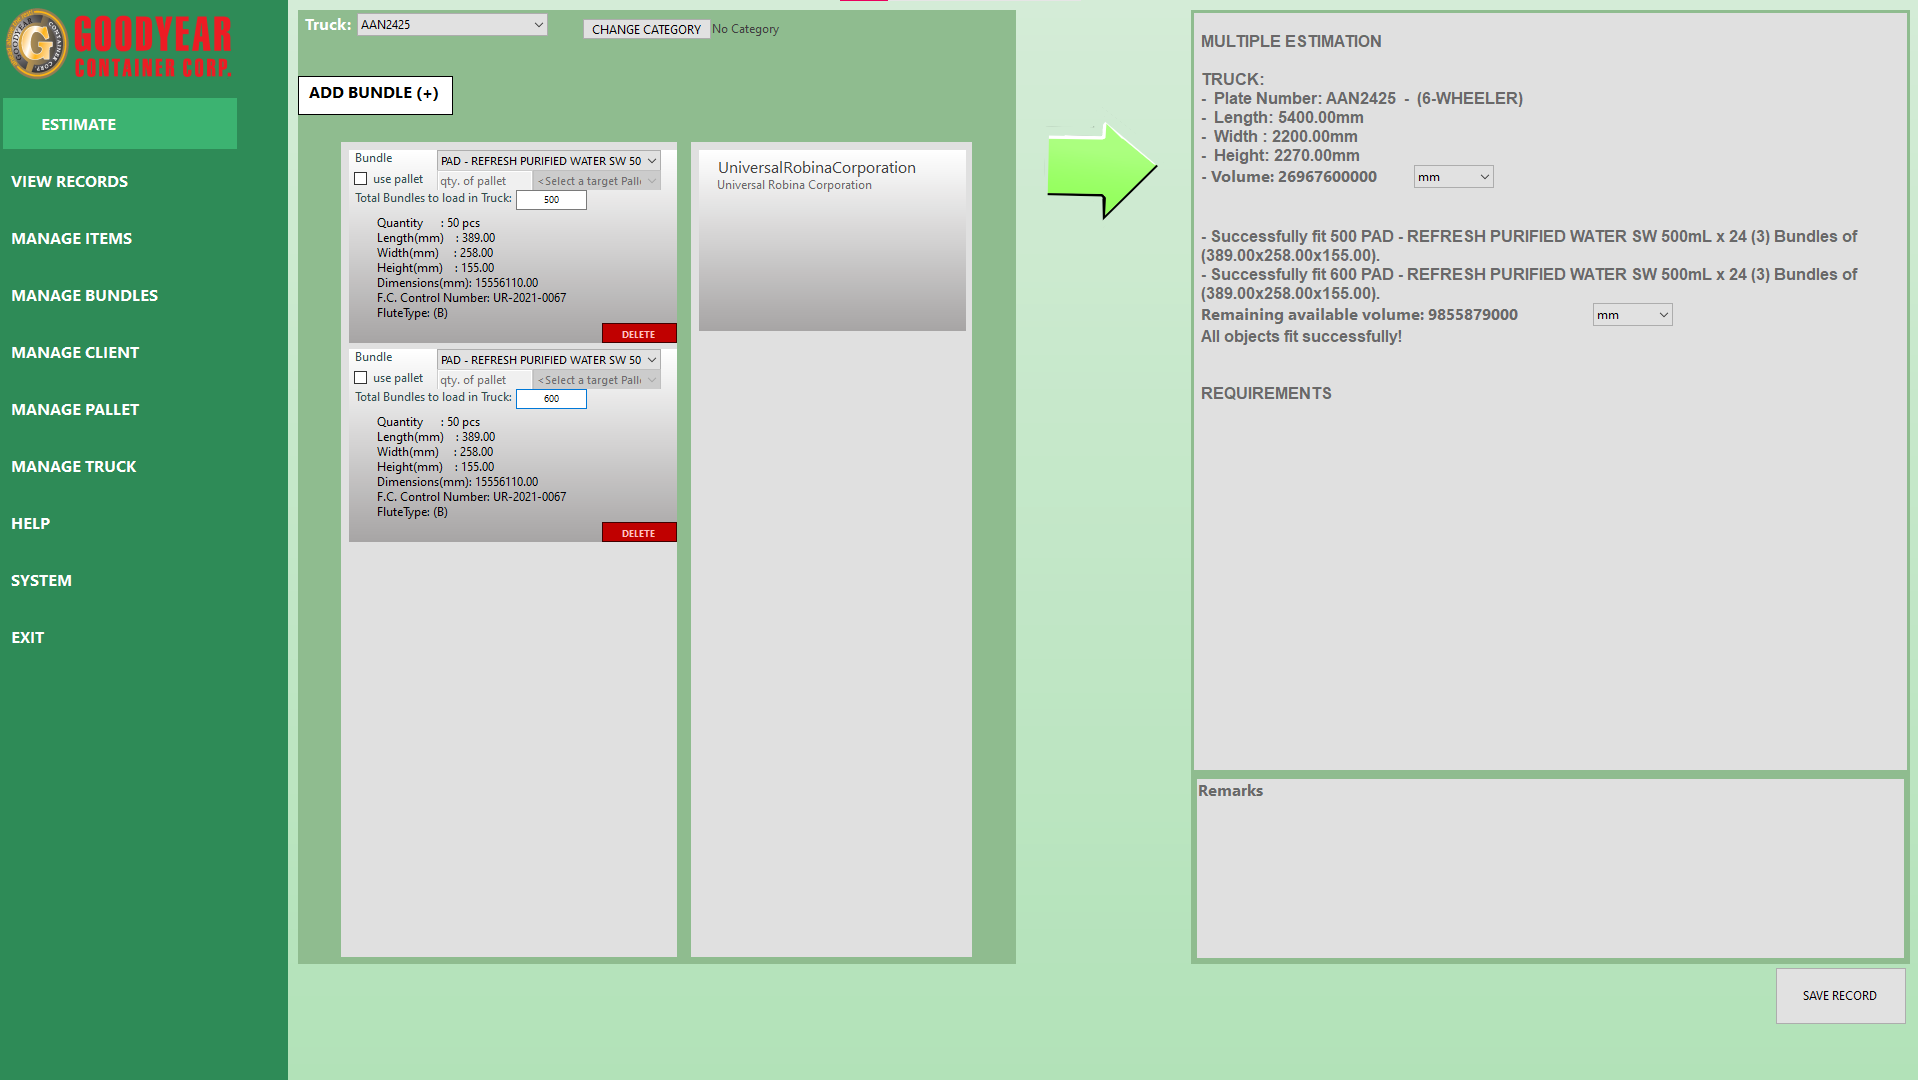 GOODYEAR
CONTAINER CORP.
ESTIMATE
VIEW RECORDS
MANAGE ITEMS
MANAGE BUNDLES
MANAGE CLIENT
MANAGE PALLET
MANAGE TRUCK
HELP
SYSTEM
EXIT
Truck: AAN2425
CHANGE CATEGORY No Category
ADD BUNDLE (+)
Bundle PAD - REFRESH PURIFIED WATER SW 50
use pallet qty. of pallet <Select a target Pall
Total Bundles to load in Truck: 500
Quantity : 50 pcs
Length(mm) : 389.00
Width(mm) : 258.00
Height(mm) : 155.00
Dimensions(mm): 15556110.00
F.C. Control Number: UR-2021-0067
FluteType: (B)
DELETE
Bundle PAD - REFRESH PURIFIED WATER SW 50
use pallet qty. of pallet <Select a target Pall
Total Bundles to load in Truck: 600
Quantity : 50 pcs
Length(mm) : 389.00
Width(mm) : 258.00
Height(mm) : 155.00
Dimensions(mm): 15556110.00
F.C. Control Number: UR-2021-0067
FluteType: (B)
DELETE
UniversalRobinaCorporation
Universal Robina Corporation
MULTIPLE ESTIMATION
TRUCK:
- Plate Number: AAN2425 - (6-WHEELER)
- Length: 5400.00mm
- Width : 2200.00mm
- Height: 2270.00mm
- Volume: 26967600000 mm
- Successfully fit 500 PAD - REFRESH PURIFIED WATER SW 500mL x 24 (3) Bundles of
(389.00x258.00x155.00).
- Successfully fit 600 PAD - REFRESH PURIFIED WATER SW 500mL x 24 (3) Bundles of
(389.00x258.00x155.00).
Remaining available volume: 9855879000 mm
All objects fit successfully!
REQUIREMENTS
Remarks
SAVE RECORD